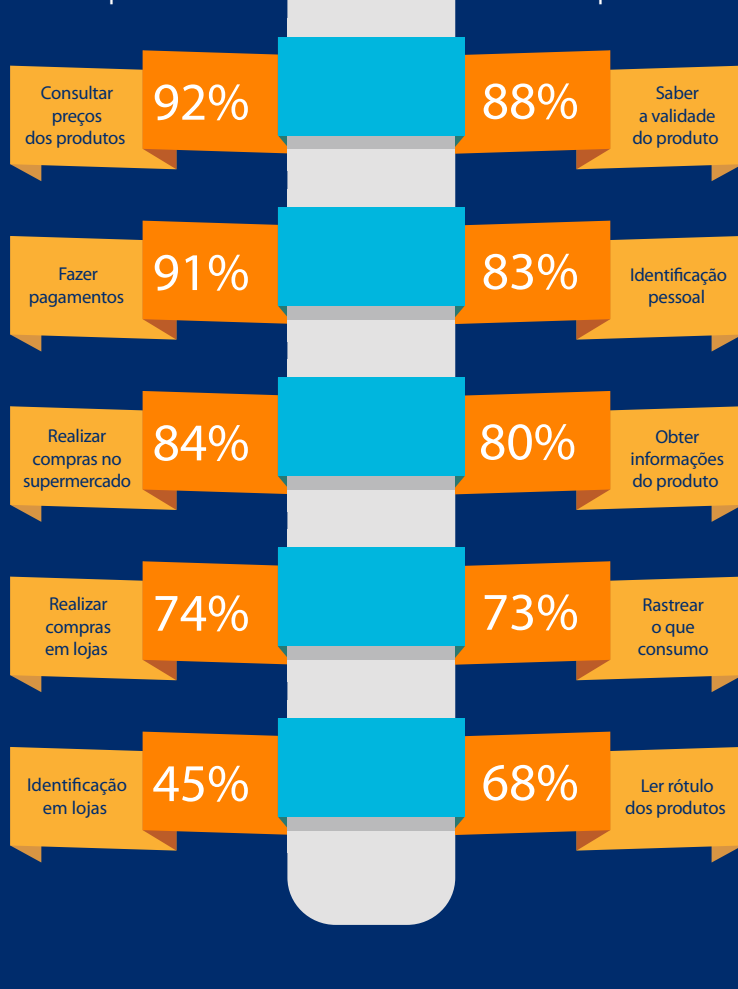 Consultar
preços
dos produtos
92%
88%
Saber
a validade
do produto
Fazer
pagamentos
91%
83%
Identificação
pessoal
Realizar
compras no
supermercado
84%
80%
Obter
informações
do produto
Realizar
compras
em lojas
74%
73%
Rastrear
o que
consumo
Identificação
em lojas
45%
68%
Ler rótulo
dos produtos